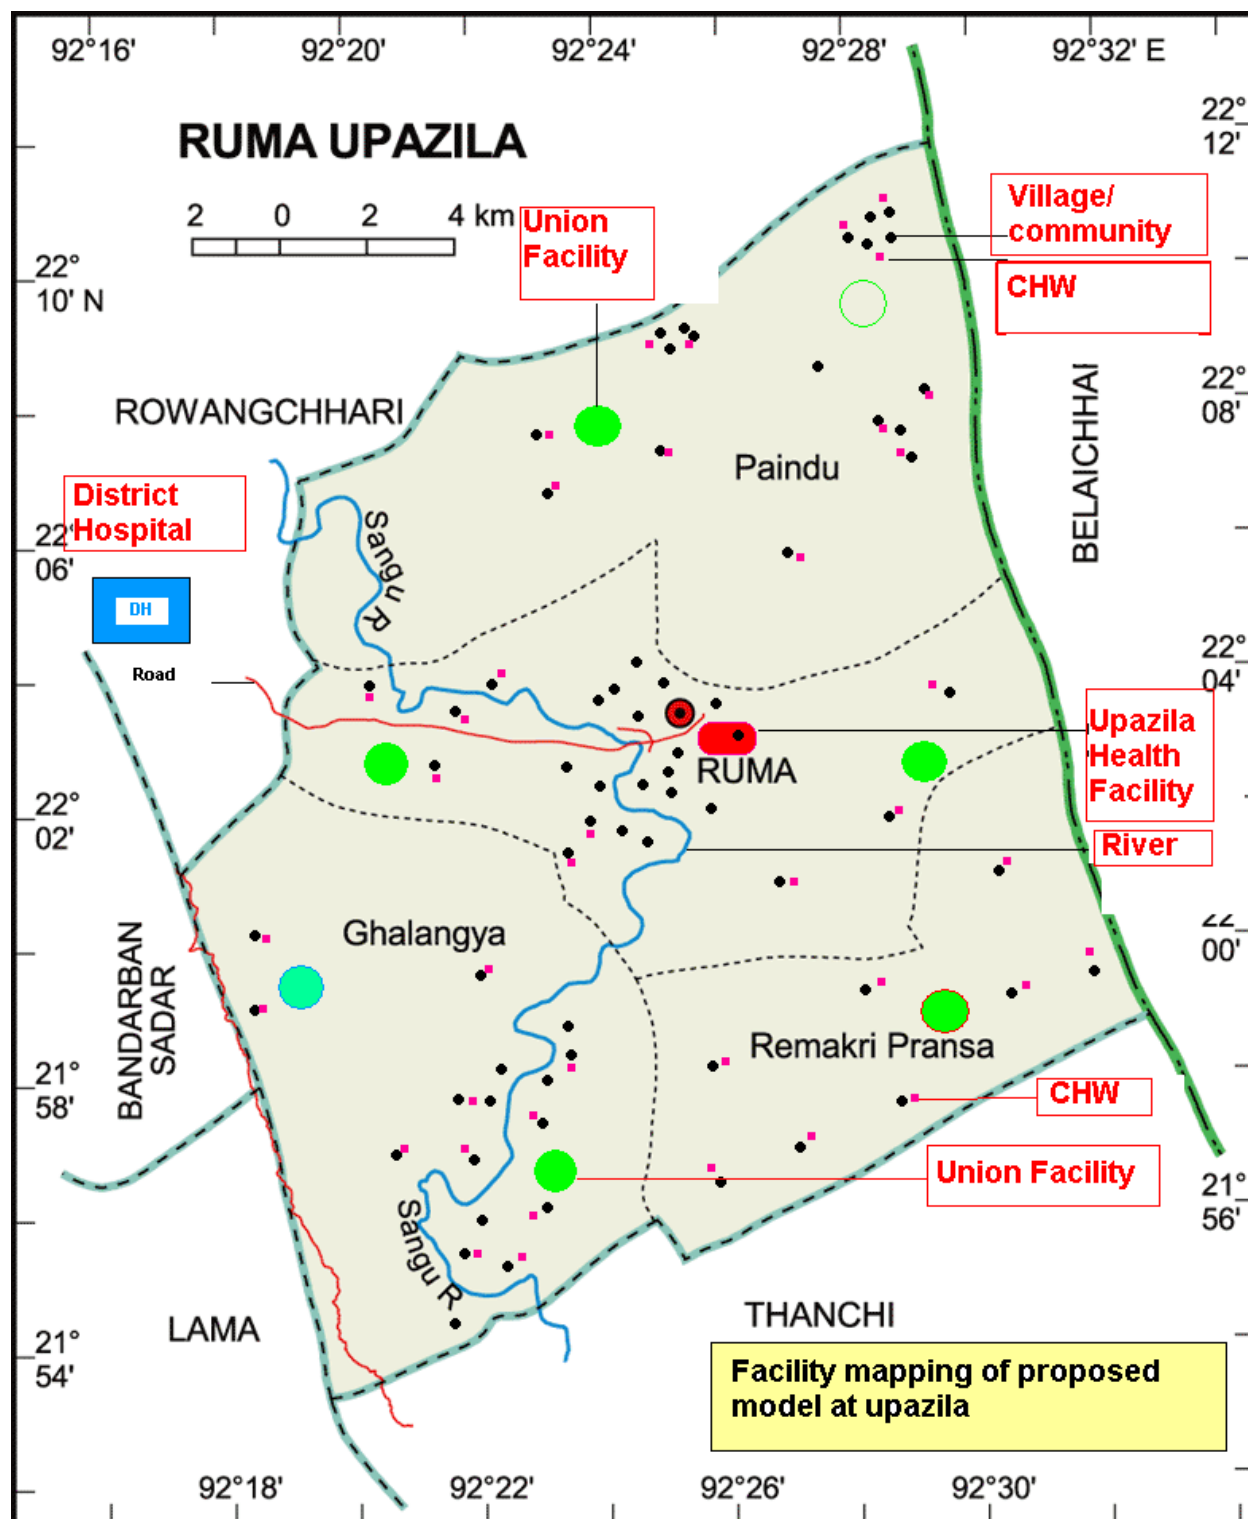 92°16'
92°20'
92°24'
92°28'
92°32' E
22°
12'
RUMA UPAZILA
2 0 2 4 km
Union
Facility
Village/
community
CHW
22°
10' N
22°
08'
ROWANGCHHARI
BELAICHHAI
Paindu
District
Hospital
22°
06'
Sangu R
DH
Road
22°
04'
Upazila
Health
Facility
RUMA
22°
02'
River
22°
00'
Ghalangya
BANDARBAN
SADAR
Remakri Pransa
21°
58'
CHW
Union Facility
21°
56'
Sangu R
LAMA
THANCHI
21°
54'
Facility mapping of proposed
model at upazila
92°18'
92°22'
92°26'
92°30'